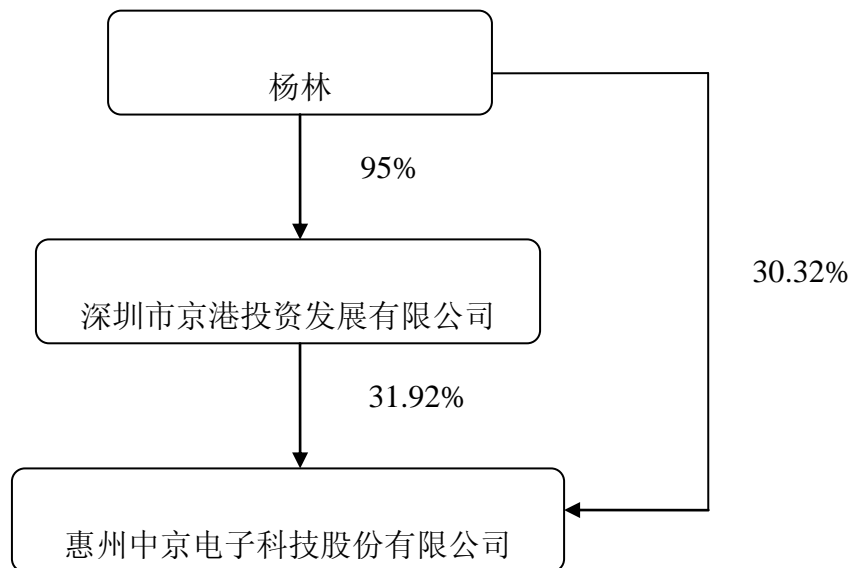 杨林
95%
深圳市京港投资发展有限公司
30.32%
31.92%
惠州中京电子科技股份有限公司